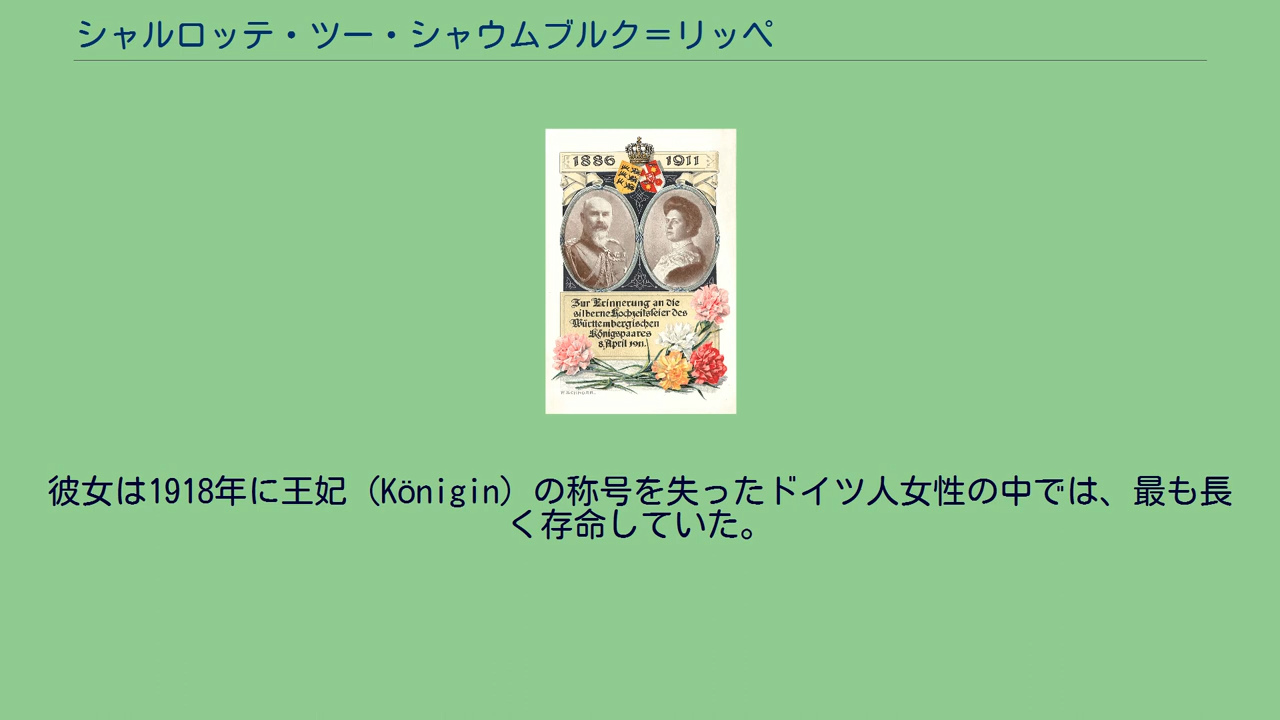 シャルロッテ・ツー・シャウムブルク＝リッペ
1886 1911
Zur Erinnerung an die
silberne Hochzeitsfeier des
Württembergischen
Königspaares
8. April 1911.
彼女は1918年に王妃（Königin）の称号を失ったドイツ人女性の中では、最も長
く存命していた。